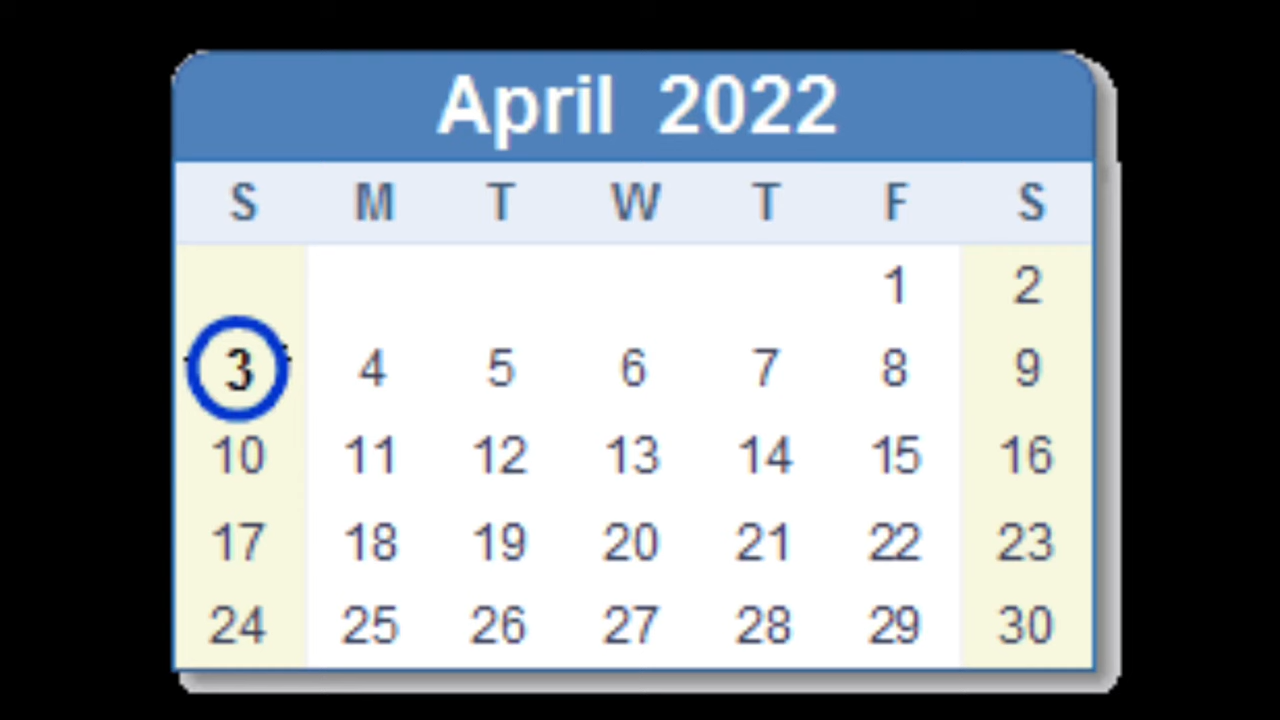 April 2022
S M T W T F S
1 2
3 4 5 6 7 8 9
10 11 12 13 14 15 16
17 18 19 20 21 22 23
24 25 26 27 28 29 30